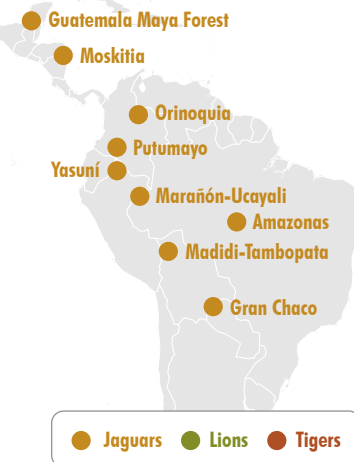 Guatemala Maya Forest
Moskitia
Orinoquia
Putumayo
Yasuní
Marañón-Ucayali
Amazonas
Madidi-Tambopata
Gran Chaco
Jaguars Lions Tigers